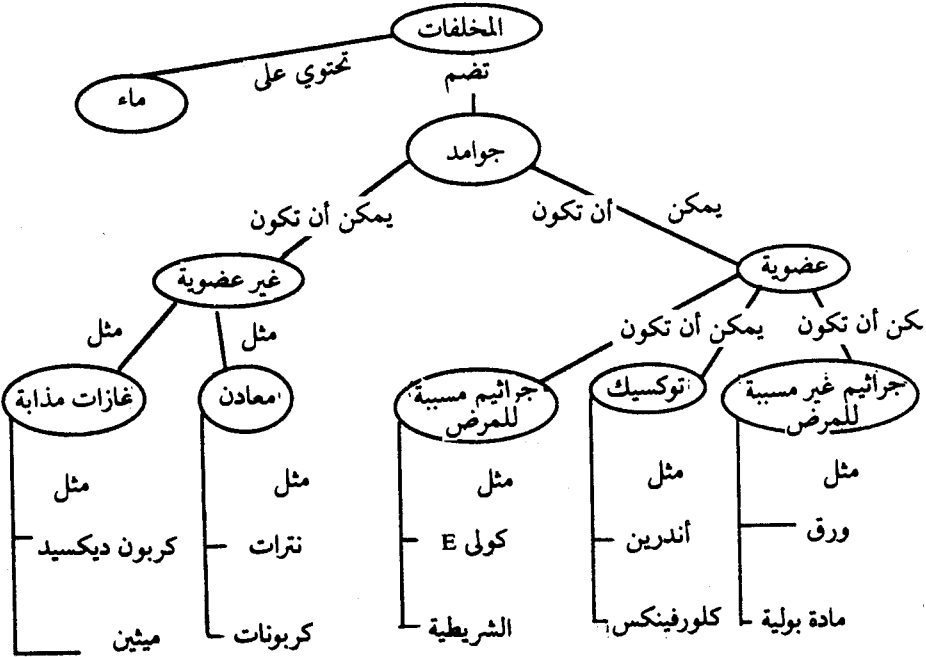 المخلفات
تحتوي على
تضم
ماء
جوامد
يمكن أن تكون
يمكن أن تكون
عضوية
غير عضوية
كن أن تكون
يمكن أن تكون
مثل
مثل
جراثيم غير مسببة
للمرض
توكسيك
جراثيم مسببة
للمرض
معادن
غازات مذابة
مثل
مثل
مثل
مثل
مثل
ورق
أندرين
كولى E
نترات
كربون ديكسيد
مادة بولية
كلورفينكس
الشريطية
كربونات
ميثين